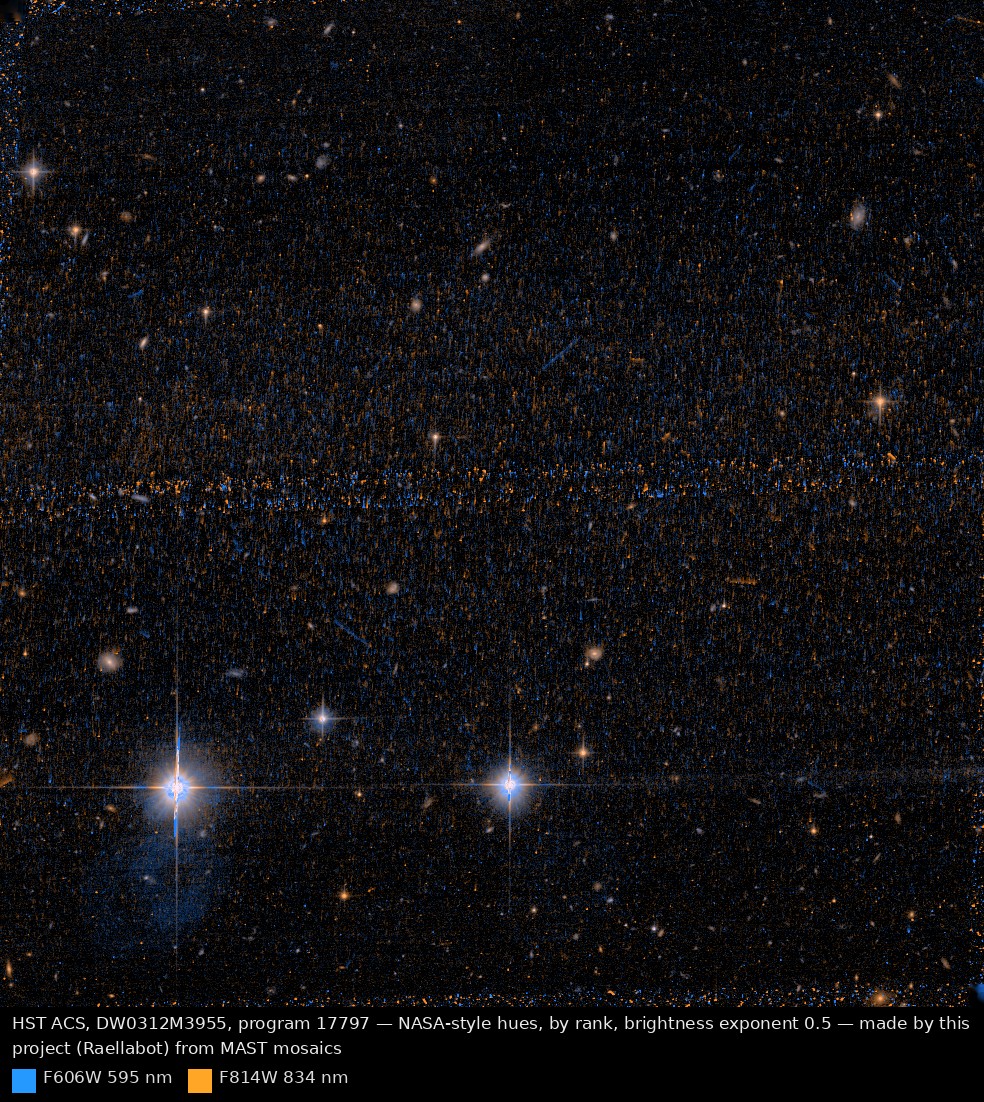 HST ACS, DW0312M3955, program 17797 — NASA-style hues, by rank, brightness exponent 0.5 — made by this
project (Raellabot) from MAST mosaics
F606W 595 nm F814W 834 nm